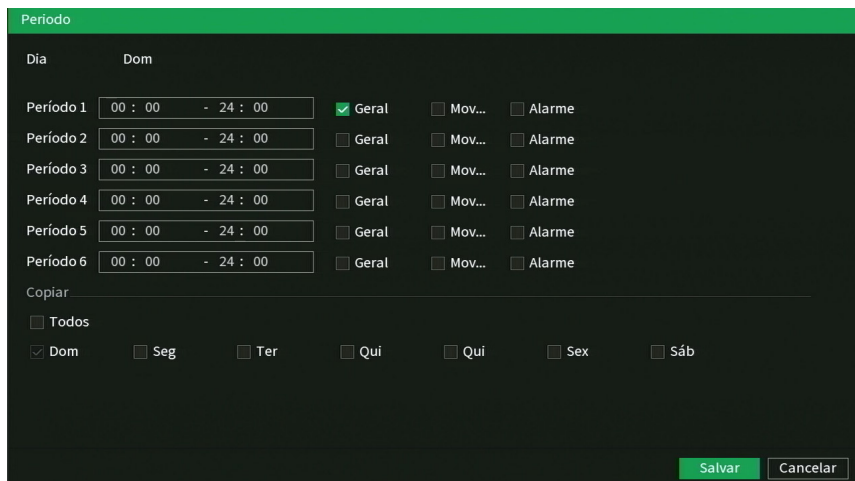 Periodo
Dia Dom
Período 1 00 : 00 - 24 : 00 Geral Mov... Alarme
Período 2 00 : 00 - 24 : 00 Geral Mov... Alarme
Período 3 00 : 00 - 24 : 00 Geral Mov... Alarme
Período 4 00 : 00 - 24 : 00 Geral Mov... Alarme
Período 5 00 : 00 - 24 : 00 Geral Mov... Alarme
Período 6 00 : 00 - 24 : 00 Geral Mov... Alarme
Copiar
Todos
Dom Seg Ter Qui Qui Sex Sáb
Salvar Cancelar